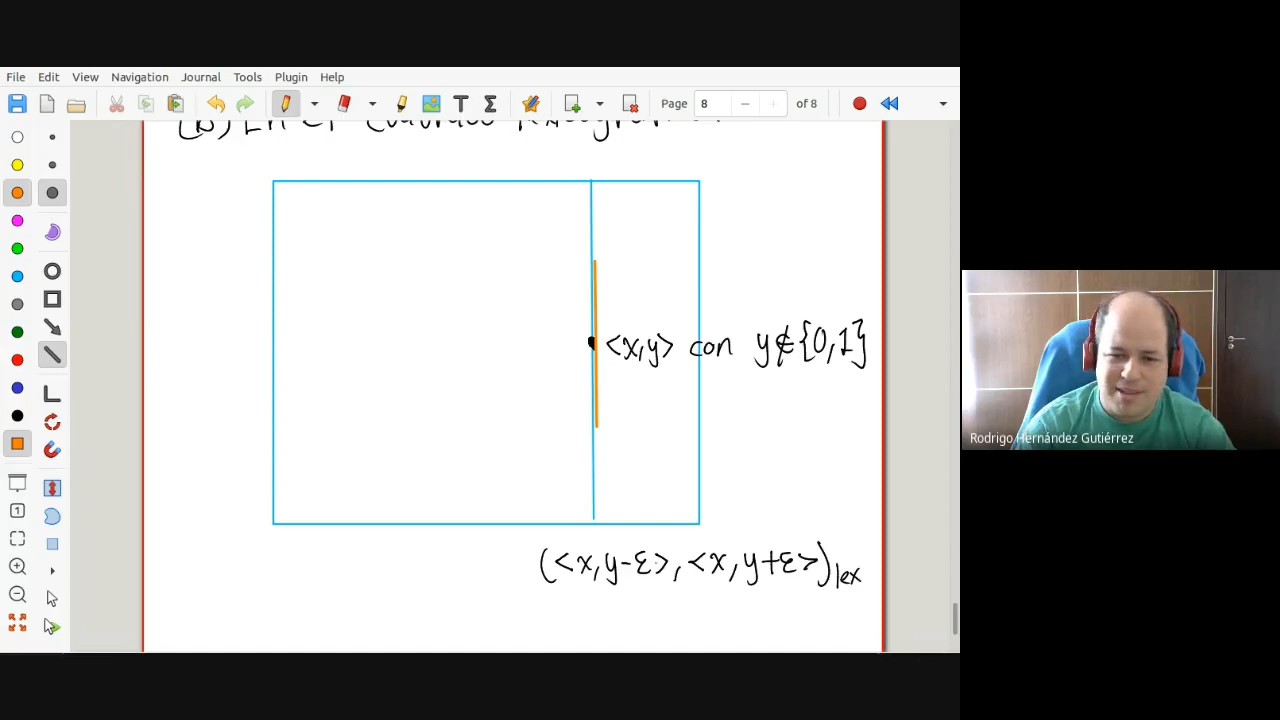 File Edit View Navigation Journal Tools Plugin Help
Page 8 of 8
<x,y> con y∉{0,1}
Rodrigo Hernández Gutiérrez
(<x,y-ε>,<x,y+ε>)lex